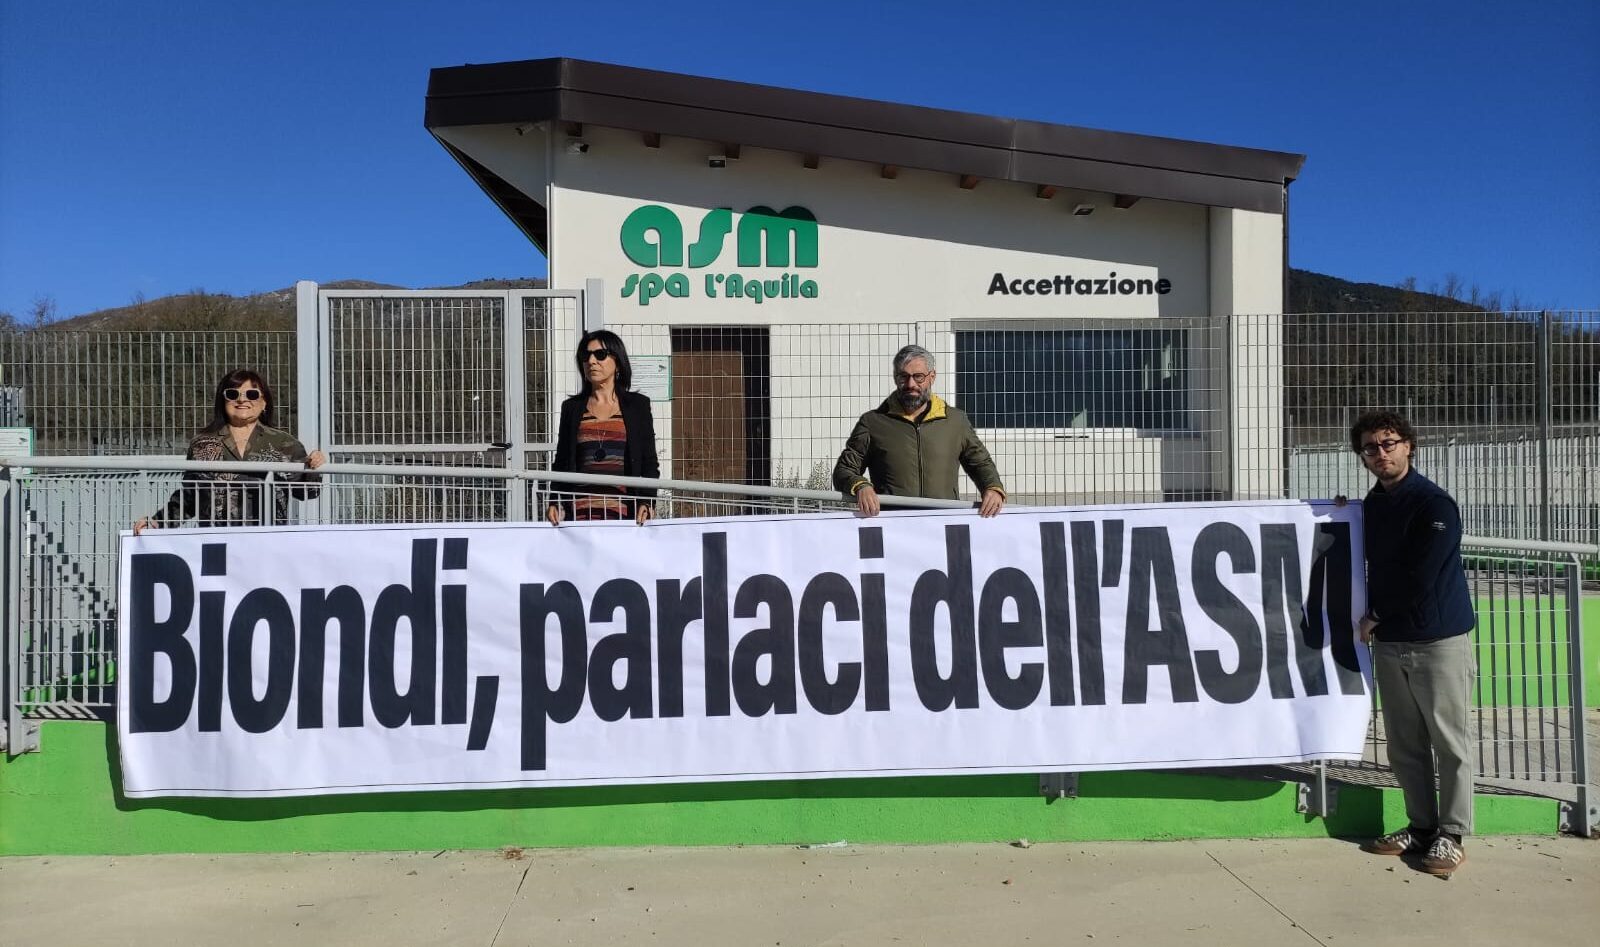 asm
spa L'Aquila
Accettazione
Biondi, parlaci dell'ASM